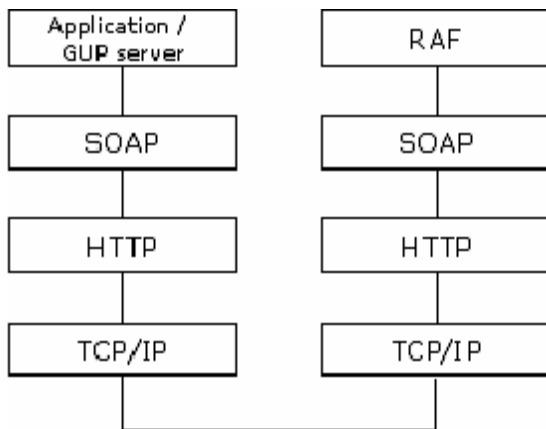 Application /
GUP server
RAF
SOAP
SOAP
HTTP
HTTP
TCP/IP
TCP/IP